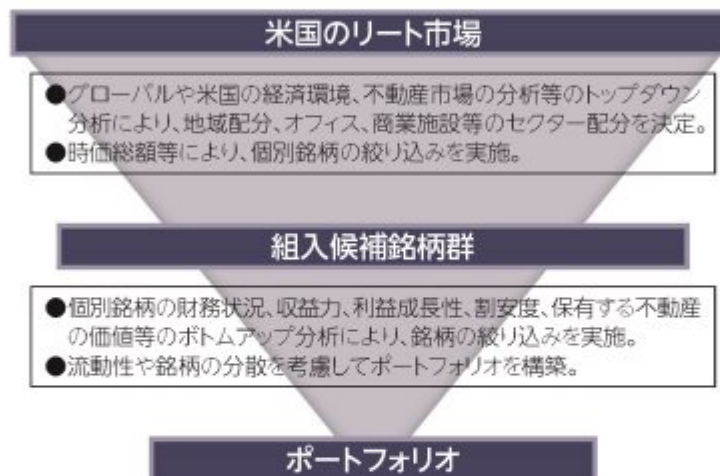 米国のリート市場
●グローバルや米国の経済環境、不動産市場の分析等のトップダウン
分析により、地域配分、オフィス、商業施設等のセクター配分を決定。
●時価総額等により、個別銘柄の絞り込みを実施。
組入候補銘柄群
●個別銘柄の財務状況、収益力、利益成長性、割安度、保有する不動産
の価値等のボトムアップ分析により、銘柄の絞り込みを実施。
●流動性や銘柄の分散を考慮してポートフォリオを構築。
ポートフォリオ